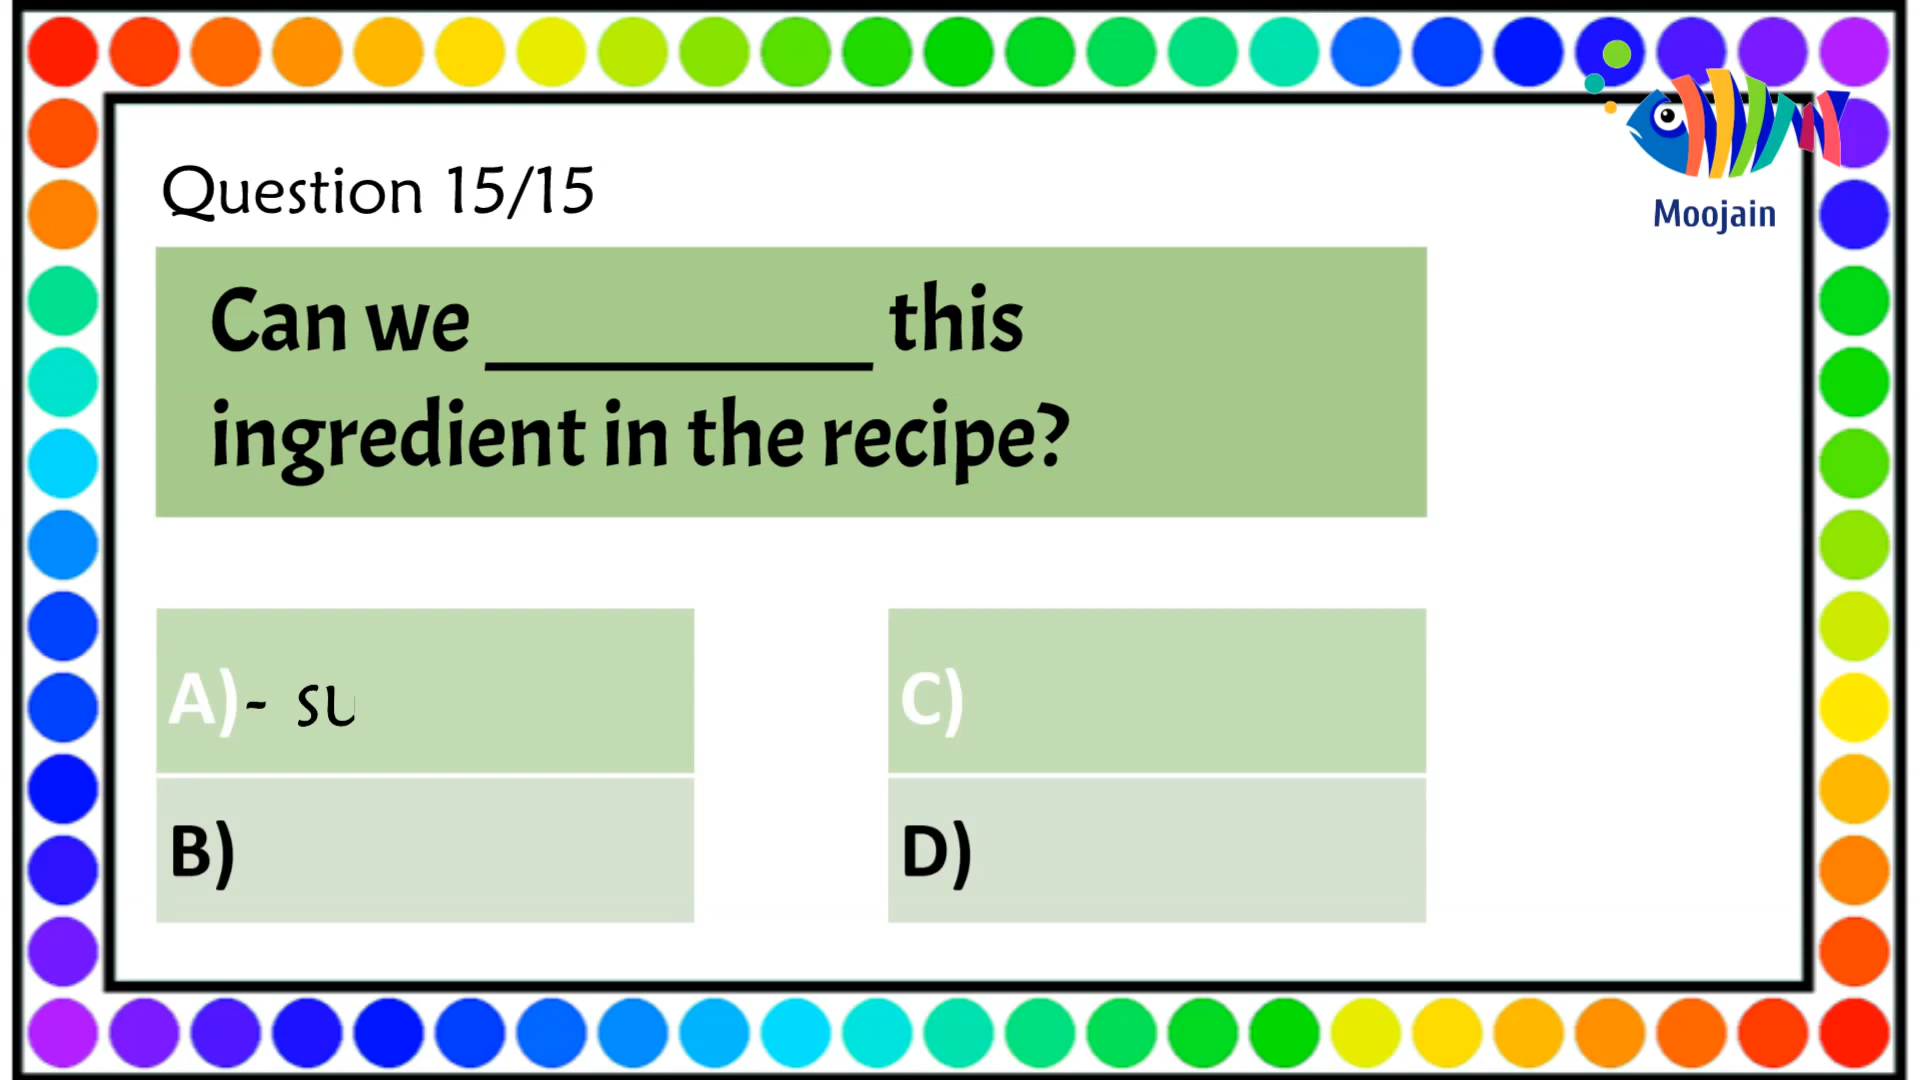 Question 15/15
Moojain
Can we __________ this
ingredient in the recipe?
A)- su
C)
B)
D)